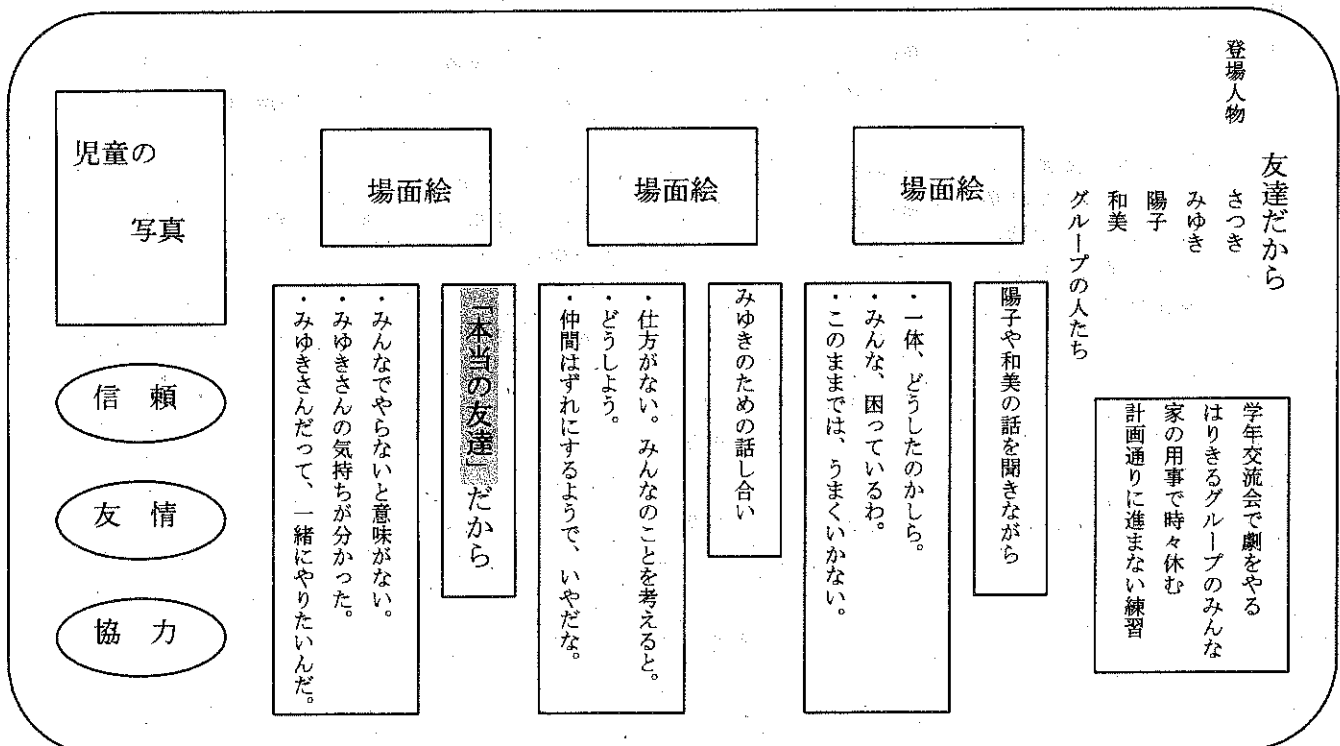 友達だから
登場人物
さつき
みゆき
陽子
和美
グループの人たち
学年交流会で劇をやる
はりきるグループのみんな
家の用事で時々休む
計画通りに進まない練習
場面絵
陽子や和美の話を聞きながら
・一体、どうしたのかしら。
・みんな、困っているわ。
・このままでは、うまくいかない。
場面絵
みゆきのための話し合い
・仕方がない。みんなのことを考えると。
・どうしよう。
・仲間はずれにするようで、いやだな。
場面絵
「本当の友達」だから
・みんなでやらないと意味がない。
・みゆきさんの気持ちが分かった。
・みゆきさんだって、一緒にやりたいんだ。
児童の
写真
信 頼
友 情
協 力